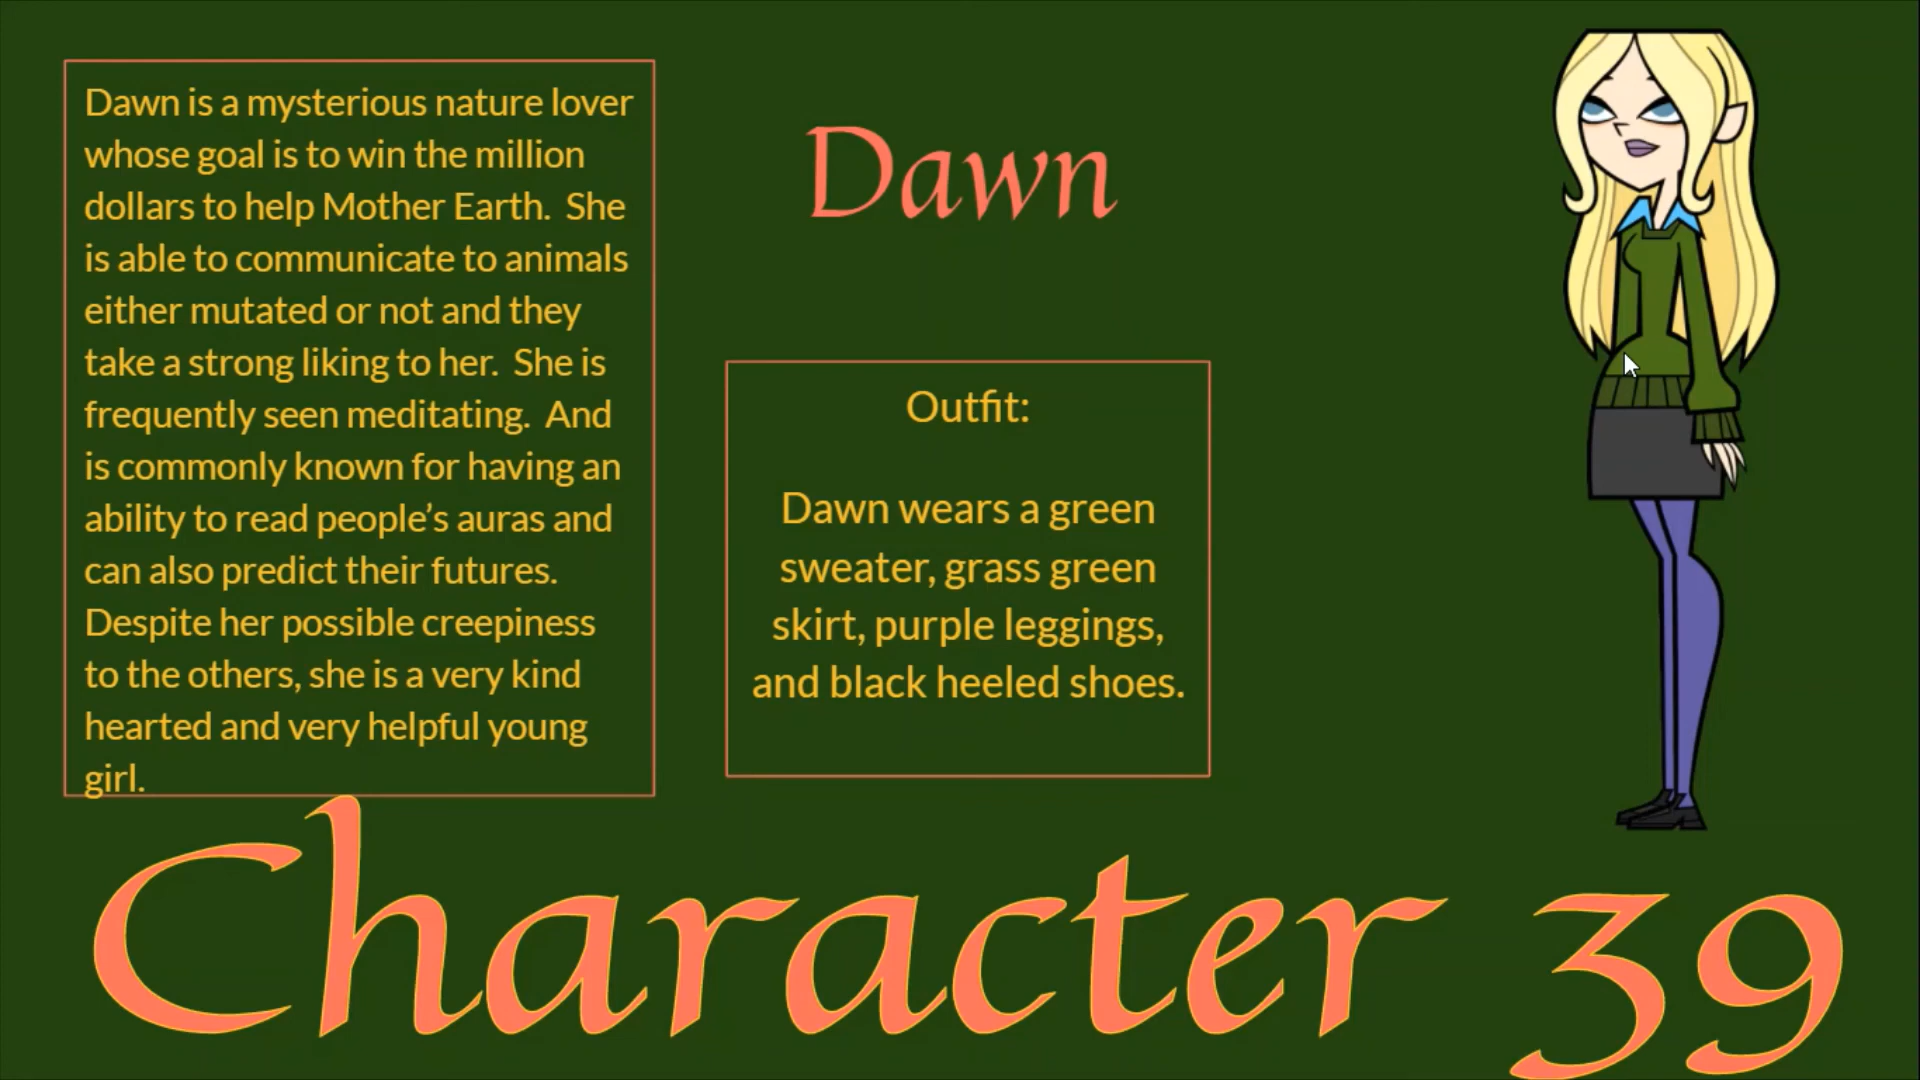 Dawn is a mysterious nature lover
whose goal is to win the million
dollars to help Mother Earth.  She
is able to communicate to animals
either mutated or not and they
take a strong liking to her.  She is
frequently seen meditating.  And
is commonly known for having an
ability to read people’s auras and
can also predict their futures.
Despite her possible creepiness
to the others, she is a very kind
hearted and very helpful young
girl.
Dawn
Outfit:
Dawn wears a green
sweater, grass green
skirt, purple leggings,
and black heeled shoes.
Character 39